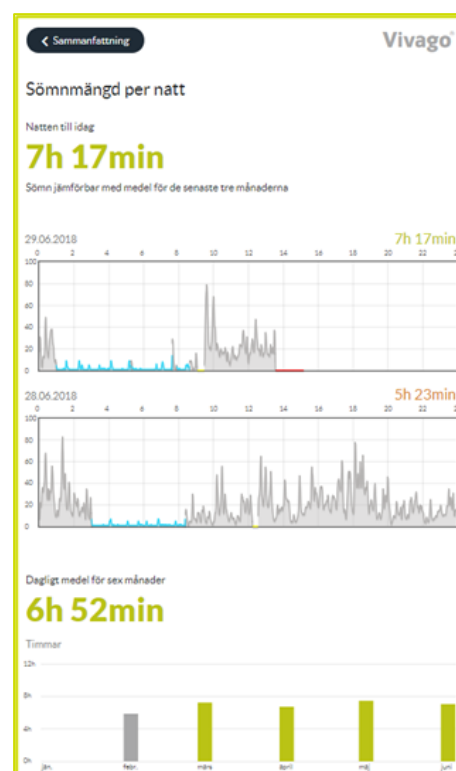 Sammanfattning
Vivago
Sömnmängd per natt
Natten till idag
7h 17min
Sömn jämförbar med medel för de senaste tre månaderna
29.06.2018 7h 17min
0 2 4 6 8 10 12 14 16 18 20 22
100
80
60
40
20
0
28.06.2018 5h 23min
0 2 4 6 8 10 12 14 16 18 20 22
100
80
60
40
20
0
Dagligt medel för sex månader
6h 52min
Timmar
12h
8h
4h
0h
jan. febr. mars april maj juni